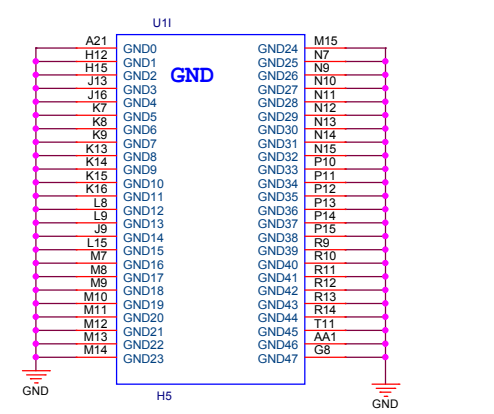 U1I
GND
A21 GND0 GND24 M15
H12 GND1 GND25 N7
H15 GND2 GND26 N9
J13 GND3 GND27 N10
J16 GND4 GND28 N11
K7 GND5 GND29 N12
K8 GND6 GND30 N13
K9 GND7 GND31 N14
K13 GND8 GND32 N15
K14 GND9 GND33 P10
K15 GND10 GND34 P11
K16 GND11 GND35 P12
L8 GND12 GND36 P13
L9 GND13 GND37 P14
J9 GND14 GND38 P15
L15 GND15 GND39 R9
M7 GND16 GND40 R10
M8 GND17 GND41 R11
M9 GND18 GND42 R12
M10 GND19 GND43 R13
M11 GND20 GND44 R14
M12 GND21 GND45 T11
M13 GND22 GND46 AA1
M14 GND23 GND47 G8
GND
H5
GND